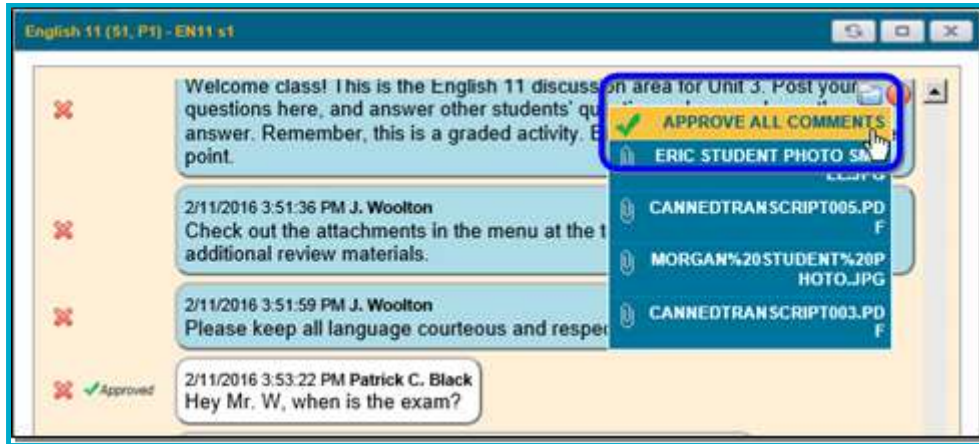 English 11 (S1, P1) - EN11 s1
Welcome class! This is the English 11 discussion area for Unit 3. Post your
questions here, and answer other students' qu
answer. Remember, this is a graded activity. E
point.
APPROVE ALL COMMENTS
ERIC STUDENT PHOTO
CANNEDTRANSCRIPT005.PD
F
MORGAN%20STUDENT%20P
HOTO.JPG
CANNEDTRANSCRIPT003.PD
F
2/11/2016 3:51:36 PM J. Woolton
Check out the attachments in the menu at the t
additional review materials.
2/11/2016 3:51:59 PM J. Woolton
Please keep all language courteous and respe
Approved
2/11/2016 3:53:22 PM Patrick C. Black
Hey Mr. W, when is the exam?